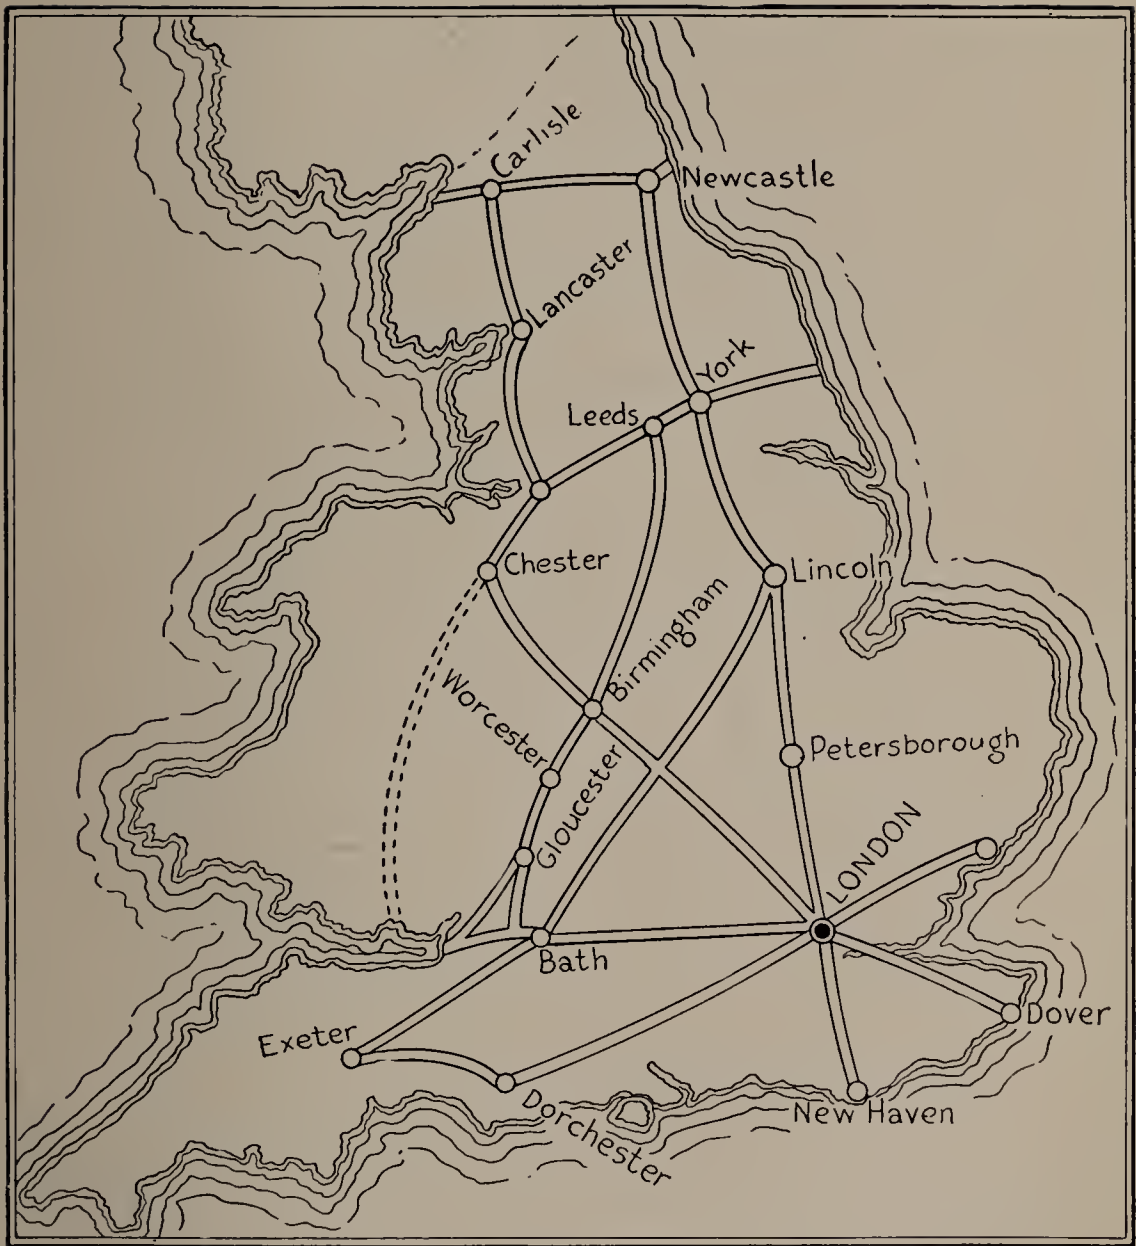 Carlisle
Newcastle
Lancaster
York
Leeds
Chester
Lincoln
Birmingham
Worcester
Petersborough
Gloucester
LONDON
Bath
Dover
Exeter
New Haven
Dorchester